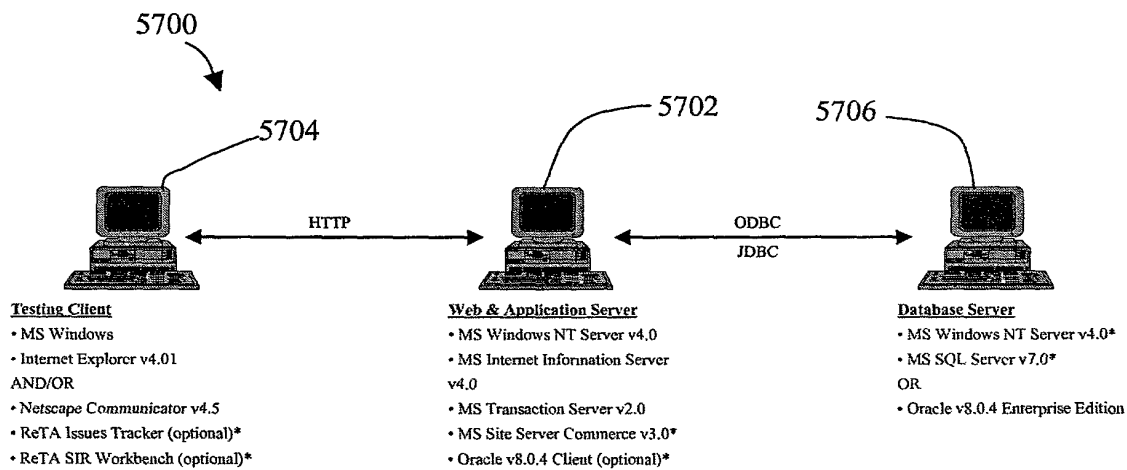 5700
5704
5702
5706
HTTP
ODBC
JDBC
Testing Client
• MS Windows
• Internet Explorer v4.01
AND/OR
• Netscape Communicator v4.5
• ReTA Issues Tracker (optional)*
• ReTA SIR Workbench (optional)*
Web & Application Server
• MS Windows NT Server v4.0
• MS Internet Information Server
v4.0
• MS Transaction Server v2.0
• MS Site Server Commerce v3.0*
• Oracle v8.0.4 Client (optional)*
Database Server
• MS Windows NT Server v4.0*
• MS SQL Server v7.0*
OR
• Oracle v8.0.4 Enterprise Edition